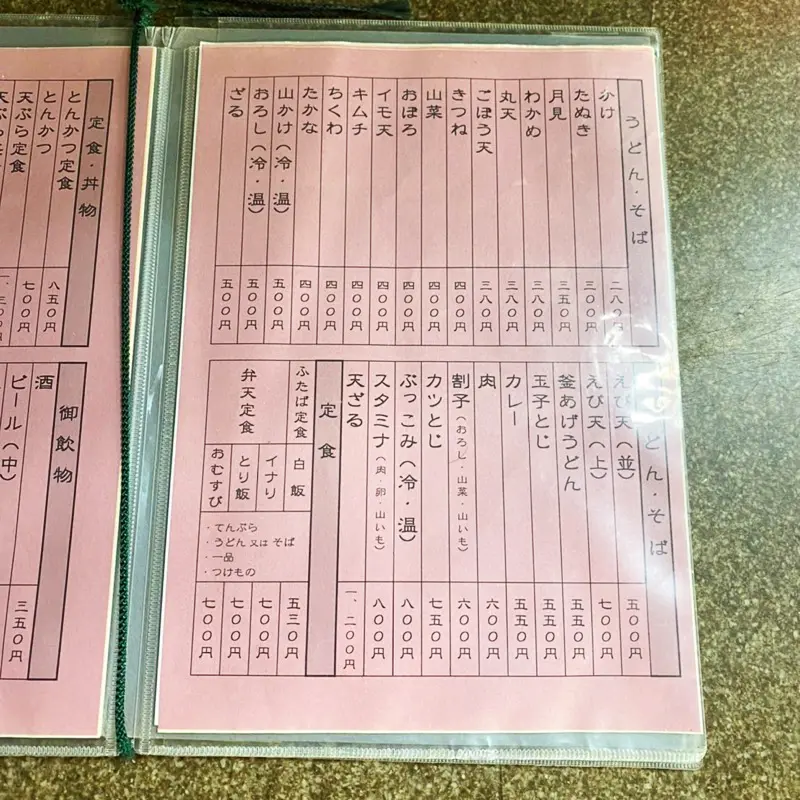 うどん・そば
かけ 二八〇円
たぬき 三〇〇円
月見 三五〇円
わかめ 三八〇円
丸天 三八〇円
ごぼう天 三八〇円
きつね 四〇〇円
山菜 四〇〇円
おぼろ 四〇〇円
イモ天 四〇〇円
キムチ 四〇〇円
ちくわ 四〇〇円
たかな 四〇〇円
山かけ(冷・温) 五〇〇円
おろし(冷・温) 五〇〇円
ざる 五〇〇円
うどん・そば
えび天(並) 五〇〇円
えび天(上) 七〇〇円
釜あげうどん 五五〇円
玉子とじ 五五〇円
カレー 五五〇円
肉 六〇〇円
割子(おろし・山菜・山いも) 六〇〇円
カツとじ 七五〇円
ぶっこみ(冷・温) 八〇〇円
スタミナ(肉・卵・山いも) 八〇〇円
天ざる 一、二〇〇円
定食
ふたば定食 白飯 五三〇円
弁天定食
イナリ 七〇〇円
とり飯 七〇〇円
おむすび 七〇〇円
・てんぷら
・うどん又はそば
・一品
・つけもの
定食・丼物
とんかつ定食 八五〇円
とんかつ 七〇〇円
天ぷら定食 一、三〇〇円
御飲物
酒 三五〇円
ビール(中)